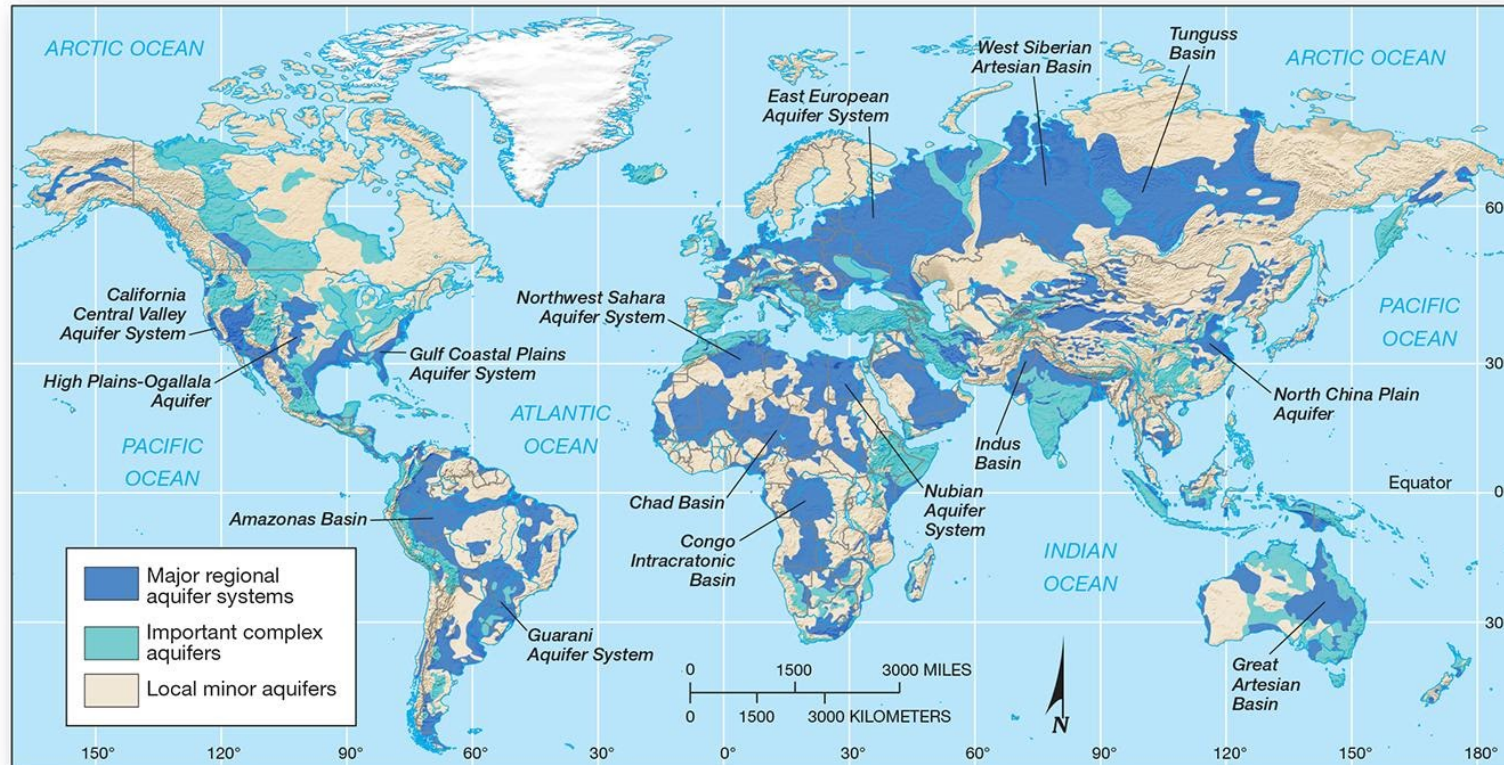 ARCTIC OCEAN
West Siberian
Artesian Basin
Tunguss
Basin
ARCTIC OCEAN
East European
Aquifer System
60
California
Central Valley
Aquifer System
Northwest Sahara
Aquifer System
PACIFIC
OCEAN
High Plains-Ogallala
Aquifer
Gulf Coastal Plains
Aquifer System
30
North China Plain
Aquifer
ATLANTIC
OCEAN
PACIFIC
OCEAN
Indus
Basin
Chad Basin
Nubian
Aquifer
System
Equator
0
Amazonas Basin
Congo
Intracratonic
Basin
INDIAN
OCEAN
Major regional
aquifer systems
Important complex
aquifers
Local minor aquifers
Guarani
Aquifer System
30
Great
Artesian
Basin
0 1500 3000 MILES
0 1500 3000 KILOMETERS
N
150° 120° 90° 60° 30° 0° 30° 60° 90° 120° 150° 180°